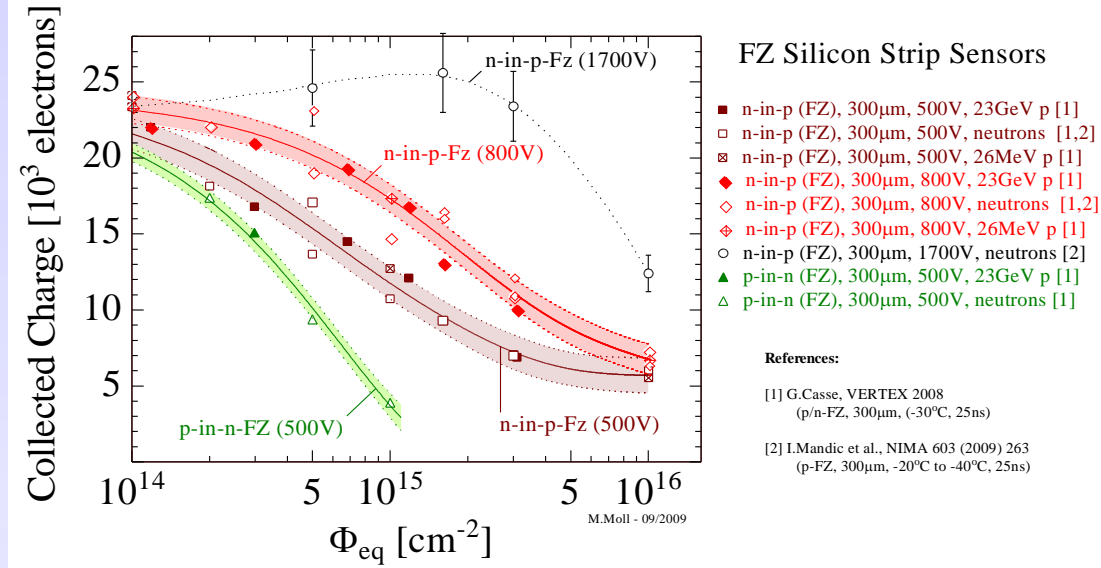 FZ Silicon Strip Sensors
Collected Charge [10³ electrons]
25
20
15
10
5
n-in-p-Fz (1700V)
n-in-p-Fz (800V)
p-in-n-FZ (500V)
n-in-p-Fz (500V)
10¹⁴
5
10¹⁵
5
10¹⁶
M.Moll - 09/2009
Φeq [cm⁻²]
n-in-p (FZ), 300μm, 500V, 23GeV p [1]
n-in-p (FZ), 300μm, 500V, neutrons [1,2]
n-in-p (FZ), 300μm, 500V, 26MeV p [1]
n-in-p (FZ), 300μm, 800V, 23GeV p [1]
n-in-p (FZ), 300μm, 800V, neutrons [1,2]
n-in-p (FZ), 300μm, 800V, 26MeV p [1]
n-in-p (FZ), 300μm, 1700V, neutrons [2]
p-in-n (FZ), 300μm, 500V, 23GeV p [1]
p-in-n (FZ), 300μm, 500V, neutrons [1]
References:
[1] G.Casse, VERTEX 2008
(p/n-FZ, 300μm, (-30°C, 25ns)
[2] I.Mandic et al., NIMA 603 (2009) 263
(p-FZ, 300μm, -20°C to -40°C, 25ns)